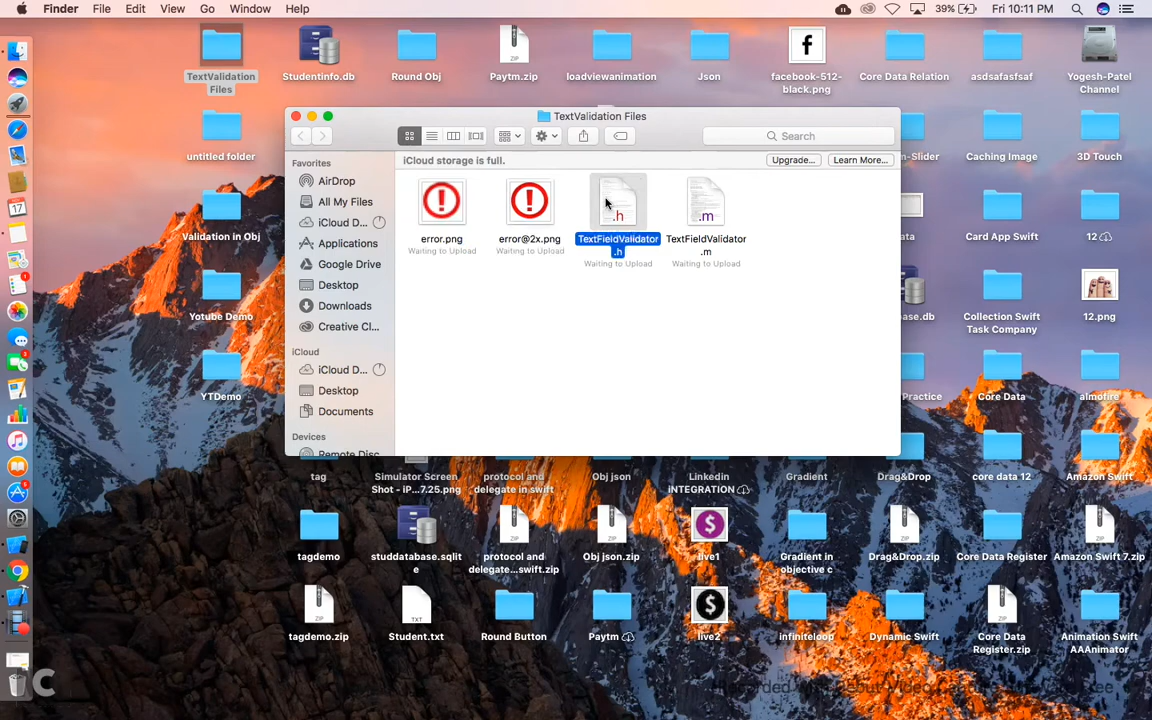 Finder File Edit View Go Window Help
39% Fri 10:11 PM
TextValidation Files
Studentinfo.db
Round Obj
Paytm.zip
loadviewanimation
Json
facebook-512-black.png
Core Data Relation
asdsafasfsaf
Yogesh-Patel Channel
TextValidation Files
Search
iCloud storage is full.
Upgrade...
Learn More...
Favorites
AirDrop
All My Files
iCloud D...
Applications
Google Drive
Desktop
Downloads
Creative Cl...
iCloud
iCloud D...
Desktop
Documents
Devices
Remote Disc
error.png
Waiting to Upload
error@2x.png
Waiting to Upload
.h
TextFieldValidator
.h
Waiting to Upload
.m
TextFieldValidator
.m
Waiting to Upload
untitled folder
Caching Image
3D Touch
Validation in Obj
Card App Swift
12
Yotube Demo
Collection Swift Task Company
12.png
YTDemo
Practice
Core Data
almofire
tag
Simulator Screen
Shot - iP...7.25.png
protocol and
delegate in swift
Obj json
Linkedin
iNTEGRATION
Gradient
Drag&Drop
core data 12
Amazon Swift
tagdemo
studdatabase.sqlit
e
protocol and
delegate...swift.zip
Obj json.zip
live1
Gradient in
objective c
Drag&Drop.zip
Core Data Register
Amazon Swift 7.zip
tagdemo.zip
Student.txt
Round Button
Paytm
live2
infiniteloop
Dynamic Swift
Core Data
Register.zip
Animation Swift
AAAnimator